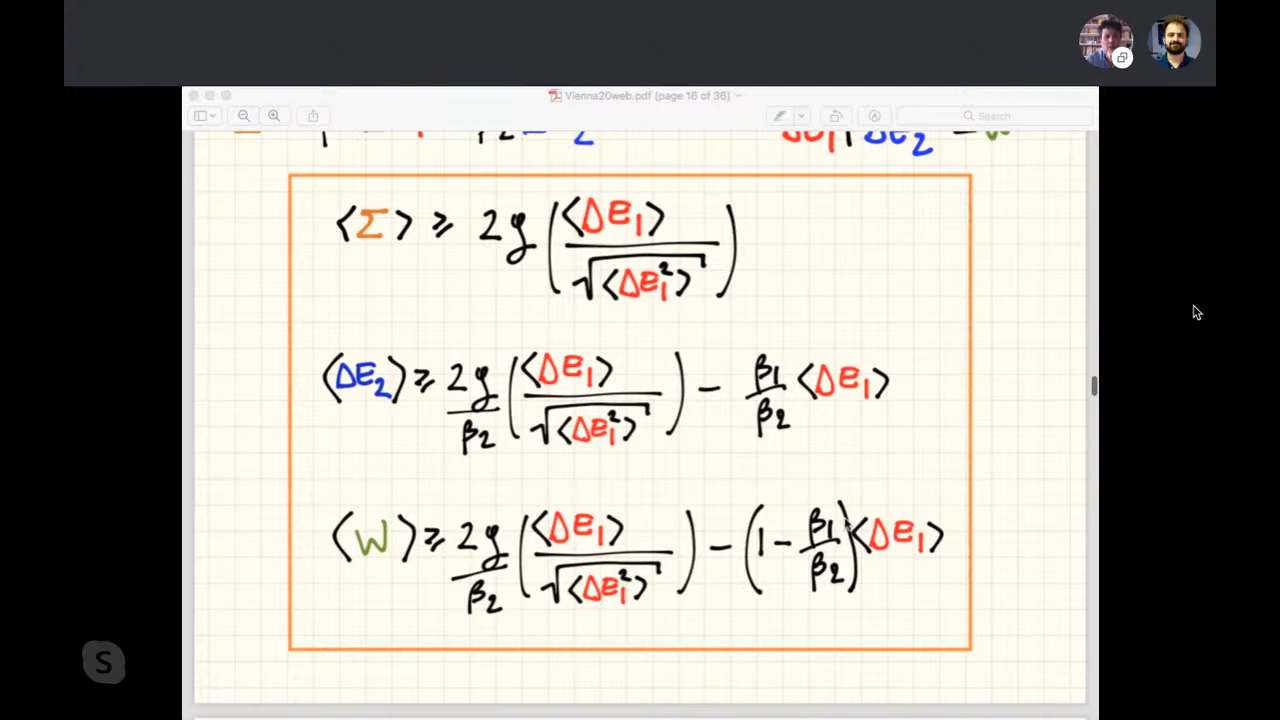 Vienna20web.pdf (page 16 of 36)
Search
⟨Σ⟩ ≥ 2g(⟨ΔE₁⟩/√⟨ΔE₁²⟩)
⟨ΔE₂⟩ ≥ 2g/β₂ (⟨ΔE₁⟩/√⟨ΔE₁²⟩) − β₁/β₂ ⟨ΔE₁⟩
⟨W⟩ ≥ 2g/β₂ (⟨ΔE₁⟩/√⟨ΔE₁²⟩) − (1 − β₁/β₂)⟨ΔE₁⟩
S